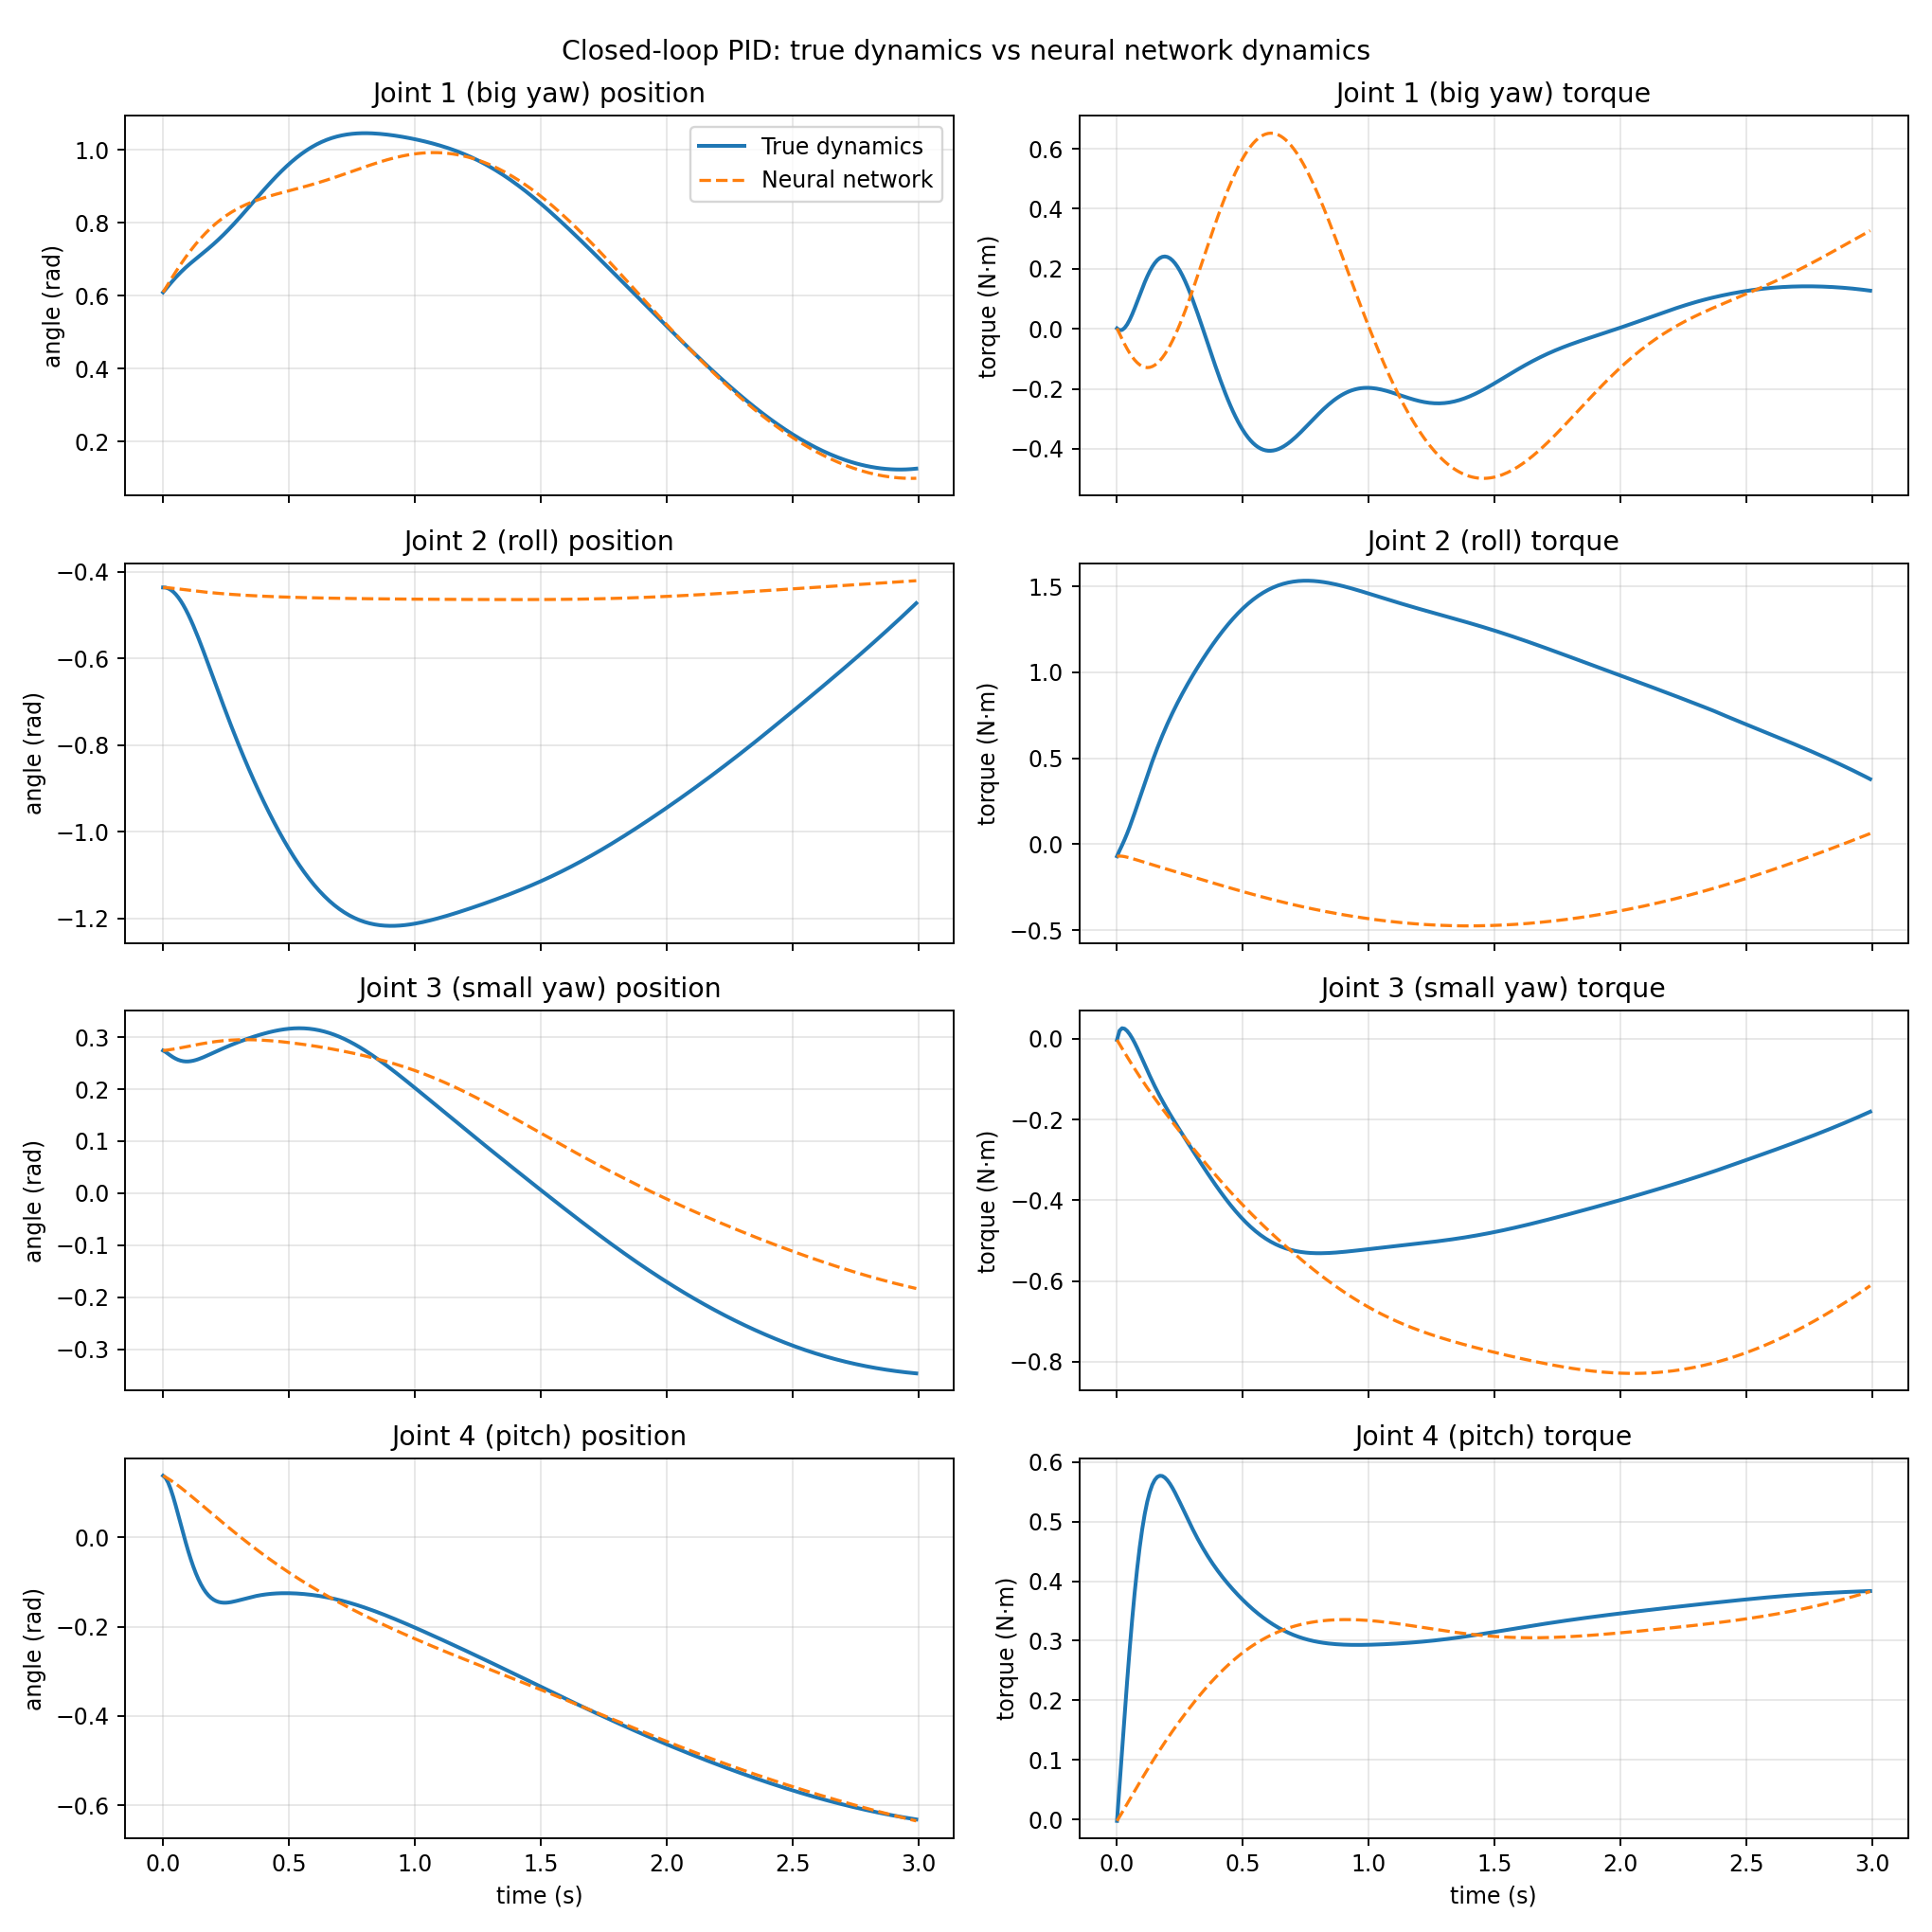 Closed-loop PID: true dynamics vs neural network dynamics
Joint 1 (big yaw) position
angle (rad)
1.0
0.8
0.6
0.4
0.2
True dynamics
Neural network
Joint 1 (big yaw) torque
torque (N·m)
0.6
0.4
0.2
0.0
−0.2
−0.4
Joint 2 (roll) position
angle (rad)
−0.4
−0.6
−0.8
−1.0
−1.2
Joint 2 (roll) torque
torque (N·m)
1.5
1.0
0.5
0.0
−0.5
Joint 3 (small yaw) position
angle (rad)
0.3
0.2
0.1
0.0
−0.1
−0.2
−0.3
Joint 3 (small yaw) torque
torque (N·m)
0.0
−0.2
−0.4
−0.6
−0.8
Joint 4 (pitch) position
angle (rad)
0.0
−0.2
−0.4
−0.6
0.0 0.5 1.0 1.5 2.0 2.5 3.0
time (s)
Joint 4 (pitch) torque
torque (N·m)
0.6
0.5
0.4
0.3
0.2
0.1
0.0
0.0 0.5 1.0 1.5 2.0 2.5 3.0
time (s)